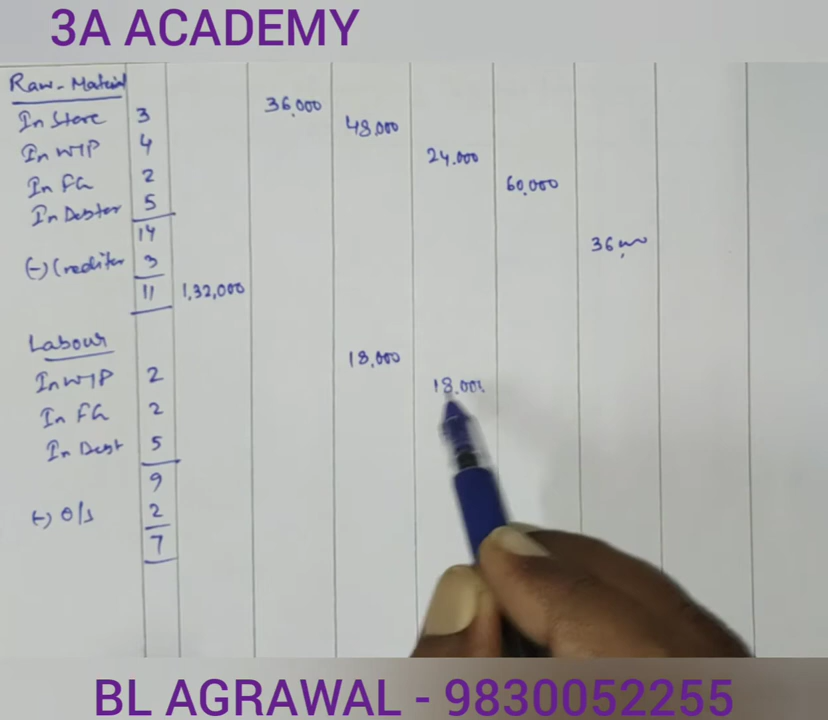 3A ACADEMY
Raw-Material
In Store 3 36,000
In WIP 4 48,000
In FG 2 24,000
In Debtor 5 60,000
14
(-) Creditor 3 36,000
11 1,32,000
Labour
In WIP 2 18,000
In FG 2 18,000
In Debt 5
9
(-) O/s 2
7
BL AGRAWAL - 9830052255